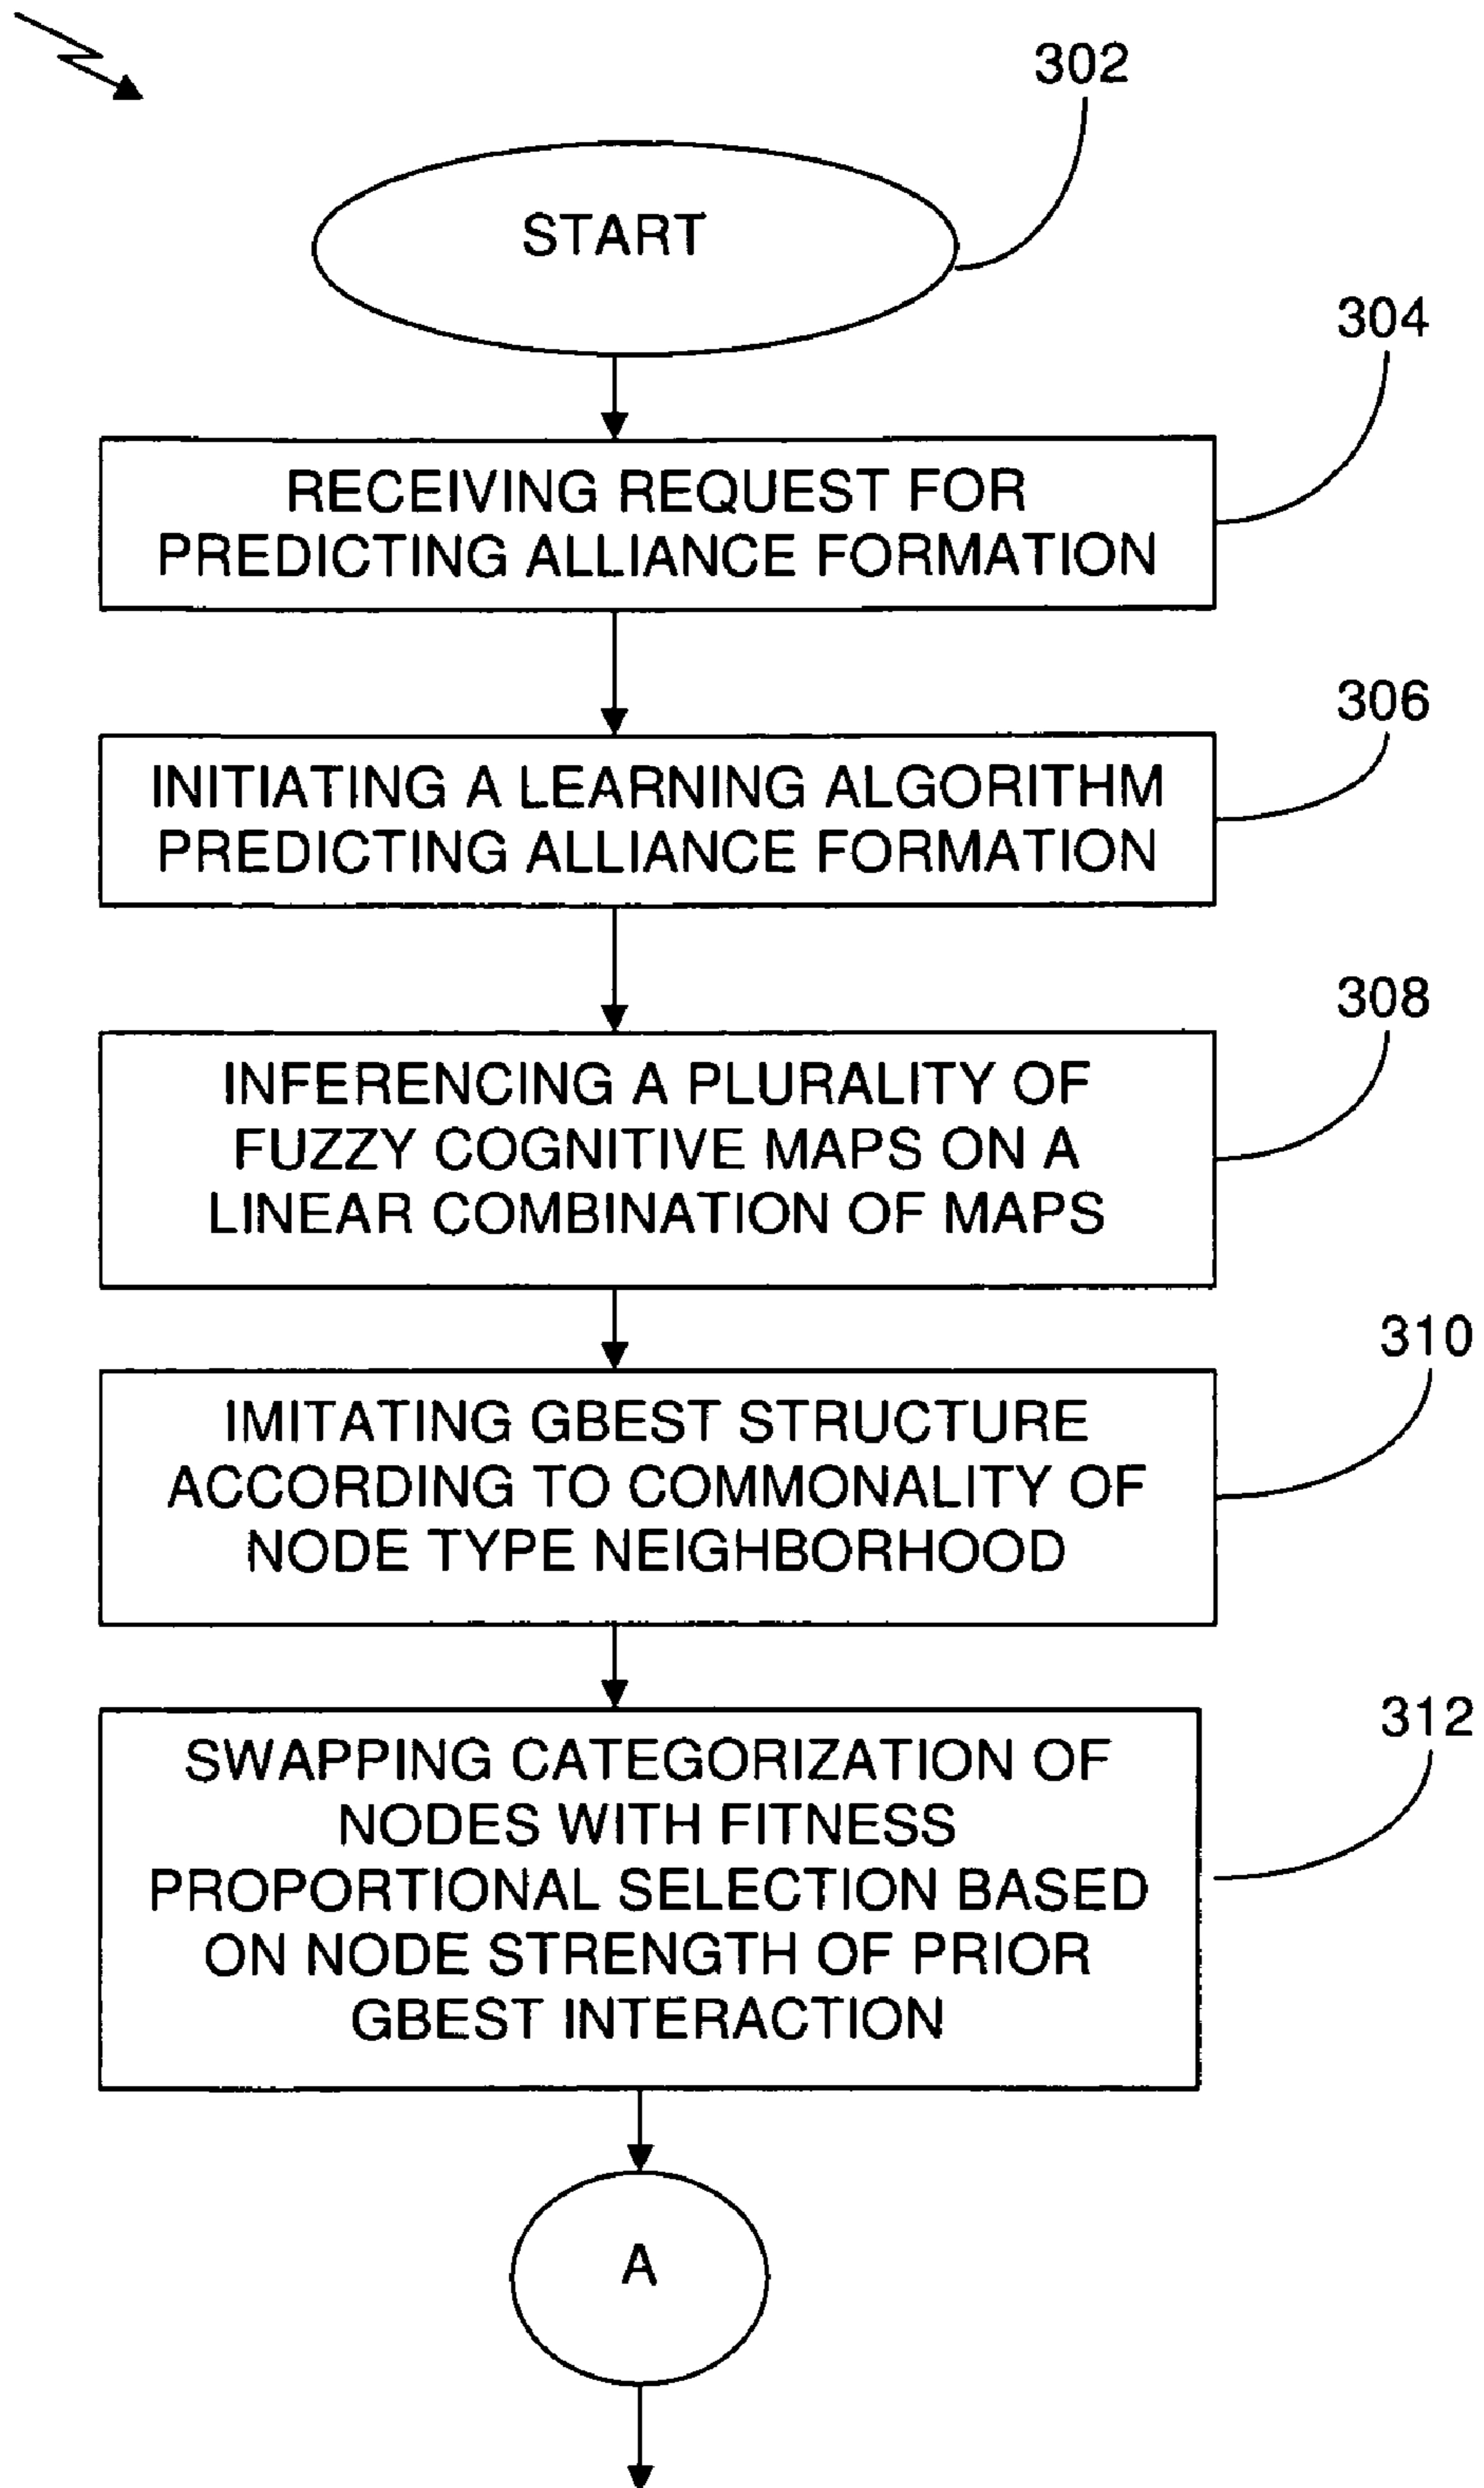 302
START
304
RECEIVING REQUEST FOR
PREDICTING ALLIANCE FORMATION
306
INITIATING A LEARNING ALGORITHM
PREDICTING ALLIANCE FORMATION
308
INFERENCING A PLURALITY OF
FUZZY COGNITIVE MAPS ON A
LINEAR COMBINATION OF MAPS
310
IMITATING GBEST STRUCTURE
ACCORDING TO COMMONALITY OF
NODE TYPE NEIGHBORHOOD
312
SWAPPING CATEGORIZATION OF
NODES WITH FITNESS
PROPORTIONAL SELECTION BASED
ON NODE STRENGTH OF PRIOR
GBEST INTERACTION
A